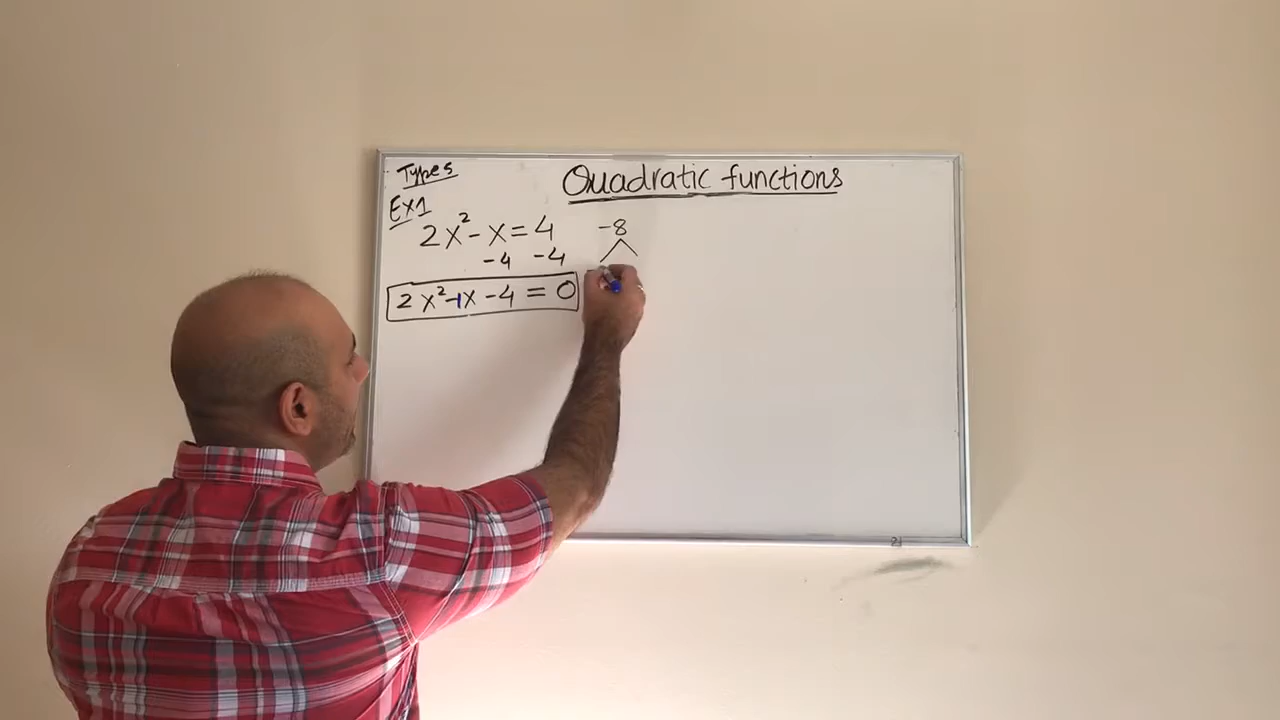 Types
Quadratic functions
Ex1
2x² - x = 4
-8
-4 -4
2x² - 1x - 4 = 0